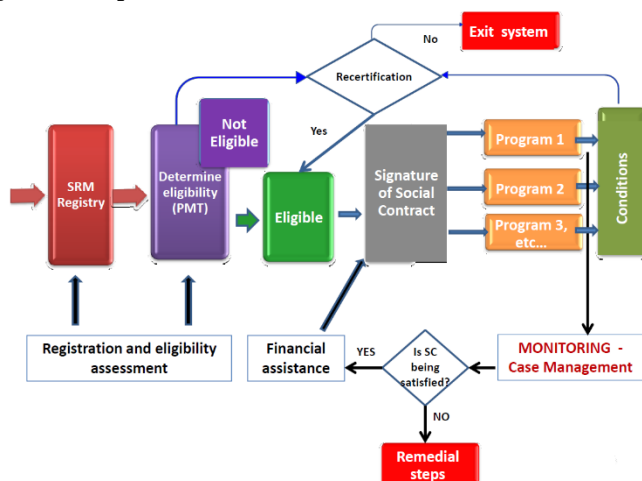 No
Exit system
Recertification
Yes
Not
Eligible
SRM
Registry
Determine
eligibility
(PMT)
Eligible
Signature
of Social
Contract
Program 1
Program 2
Program 3,
etc...
Conditions
Registration and eligibility
assessment
Financial
assistance
YES
Is SC
being
satisfied?
MONITORING -
Case Management
NO
Remedial
steps